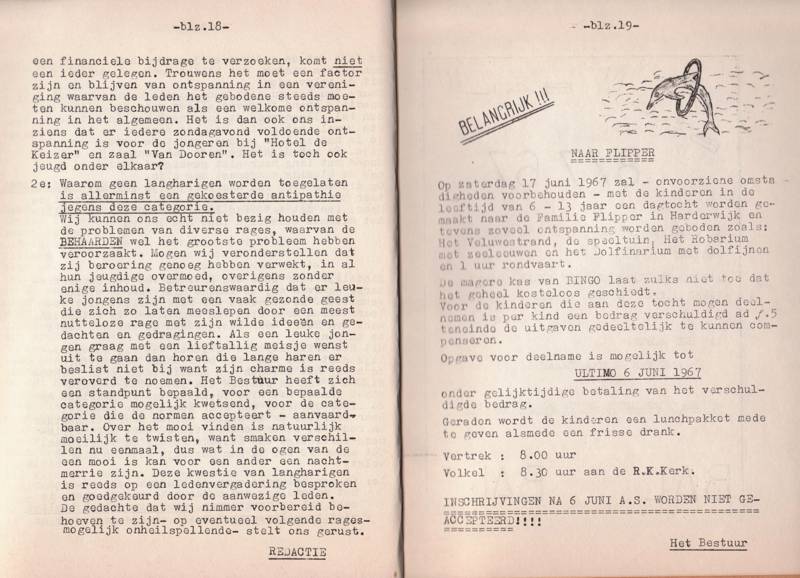 -blz.18-
een financiele bijdrage te verzoeken, komt niet
een ieder gelegen. Trouwens het moet een factor
zijn en blijven van ontspanning in een vereni-
ging waarvan de leden het gebodene steeds moe-
ten kunnen beschouwen als een welkome ontspan-
ning in het algemeen. Het is dan ook ons in-
ziens dat er iedere zondagavond voldoende ont-
spanning is voor de jongeren bij "Hotel de
Keizer" en zaal "Van Dooren". Het is toch ook
jeugd onder elkaar?
2e: Waarom geen langharigen worden toegelaten
is allerminst een gekoesterde antipathie
jegens deze categorie.
Wij kunnen ons echt niet bezig houden met
de problemen van diverse rages, waarvan de
BEHAARDEN wel het grootste probleem hebben
veroorzaakt. Mogen wij veronderstellen dat
zij beroering genoeg hebben verwekt, in al
hun jeugdige overmoed, overigens zonder
enige inhoud. Betreurenswaardig dat er leu-
ke jongens zijn met een vaak gezonde geest
die zich zo laten meeslepen door een meest
nutteloze rage met zijn wilde ideeën en ge-
dachten en gedragingen. Als een leuke jon-
gen graag met een lieftallig meisje wenst
uit te gaan dan horen die lange haren er
beslist niet bij want zijn charme is reeds
veroverd te noemen. Het Bestuur heeft zich
een standpunt bepaald, voor een bepaalde
categorie mogelijk kwetsend, voor de cate-
gorie die de normen accepteert - aanvaard-
baar. Over het mooi vinden is natuurlijk
moeilijk te twisten, want smaken verschil-
len nu eenmaal, dus wat in de ogen van de
een mooi is kan voor een ander een nacht-
merrie zijn. Deze kwestie van langharigen
is reeds op een ledenvergadering besproken
en goedgekeurd door de aanwezige leden.
De gedachte dat wij nimmer voorbereid be-
hoeven te zijn- op eventueel volgende rages-
mogelijk onheilspellende- stelt ons gerust.
REDACTIE
-blz.19-
BELANGRIJK !!!
NAAR FLIPPER
Op zaterdag 17 juni 1967 zal - onvoorziene omsta
digheden voorbehouden - met de kinderen in de
leeftijd van 6 - 13 jaar een dagtocht worden ge-
maakt naar de Familie Flipper in Harderwijk en
tevens zoveel ontspanning worden geboden zoals:
Het Veluwestrand, de speeltuin, Het Robarium
met zeeleeuwen en het Dolfinarium met dolfijnen
en 1 uur rondvaart.
De magere kas van BINGO laat zulks niet toe dat
het geheel kosteloos geschiedt.
Voor de kinderen die aan deze tocht mogen deel-
nemen is per kind een bedrag verschuldigd ad f.5
teneinde de uitgaven gedeeltelijk te kunnen com-
penseren.
Opgave voor deelname is mogelijk tot
ULTIMO 6 JUNI 1967
onder gelijktijdige betaling van het verschul-
digde bedrag.
Geraden wordt de kinderen een lunchpakket mede
te geven alsmede een frisse drank.
Vertrek : 8.00 uur
Volkel : 8.30 uur aan de R.K.Kerk.
INSCHRIJVINGEN NA 6 JUNI A.S. WORDEN NIET GE-
ACCEPTEERD!!!!
Het Bestuur